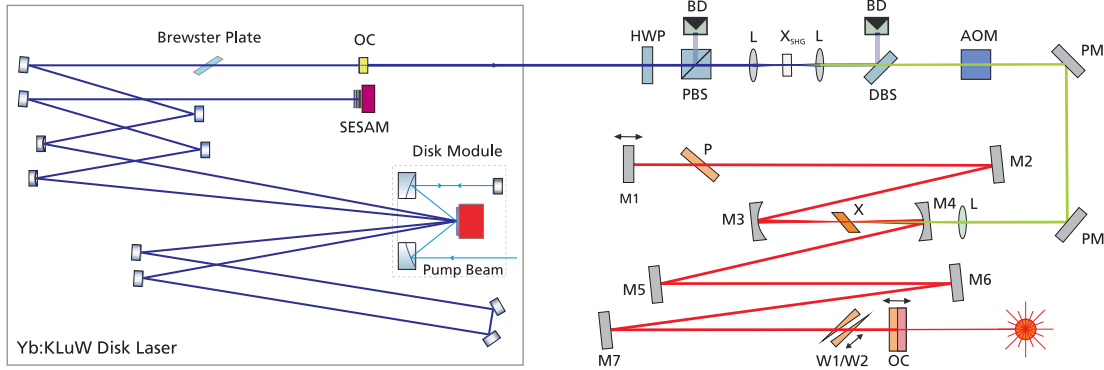 BD
BD
Brewster Plate
OC
HWP
L
X_SHG
L
AOM
PM
PBS
DBS
SESAM
Disk Module
P
M2
M1
M3
X
M4
L
PM
Pump Beam
M5
M6
Yb:KLuW Disk Laser
M7
W1/W2
OC